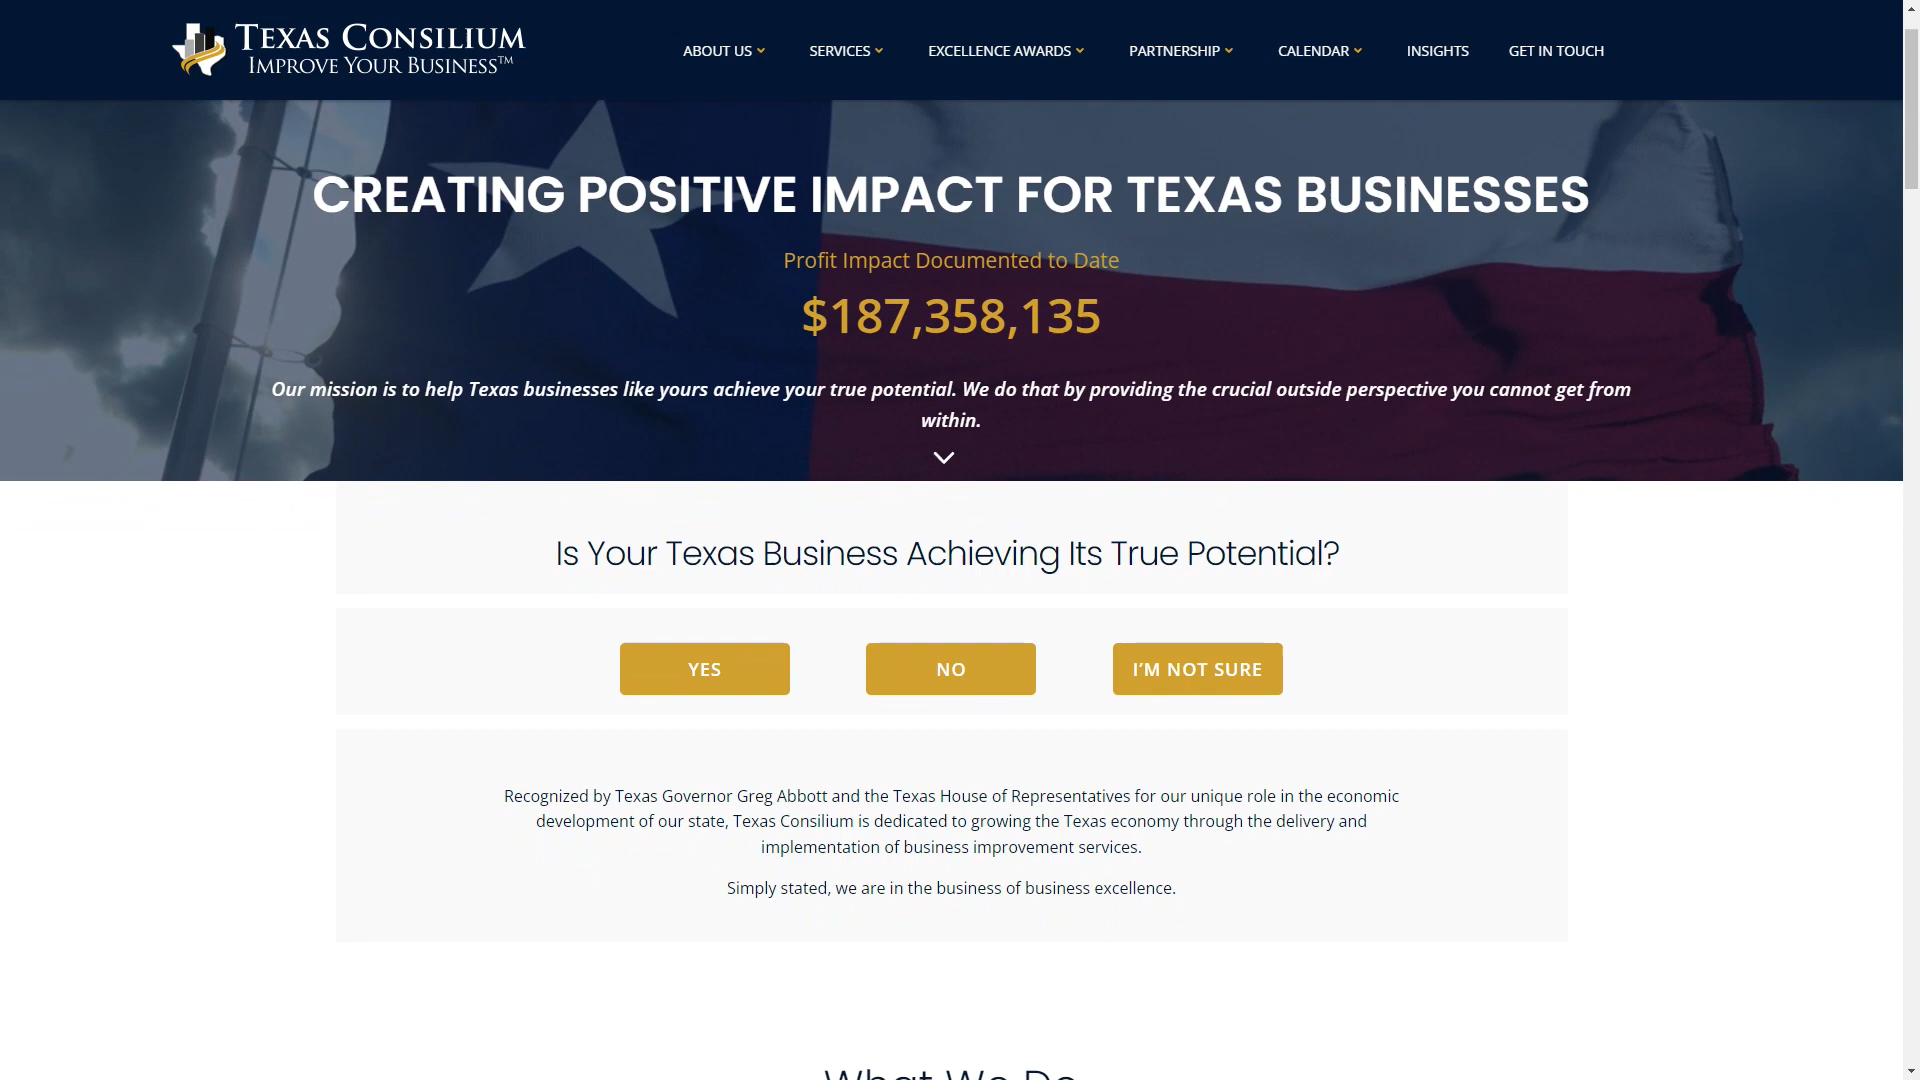 TEXAS CONSILIUM
IMPROVE YOUR BUSINESS™
ABOUT US
SERVICES
EXCELLENCE AWARDS
PARTNERSHIP
CALENDAR
INSIGHTS
GET IN TOUCH
CREATING POSITIVE IMPACT FOR TEXAS BUSINESSES
Profit Impact Documented to Date
$187,358,135
Our mission is to help Texas businesses like yours achieve your true potential. We do that by providing the crucial outside perspective you cannot get from
within.
Is Your Texas Business Achieving Its True Potential?
YES
NO
I’M NOT SURE
Recognized by Texas Governor Greg Abbott and the Texas House of Representatives for our unique role in the economic
development of our state, Texas Consilium is dedicated to growing the Texas economy through the delivery and
implementation of business improvement services.
Simply stated, we are in the business of business excellence.
What We Do